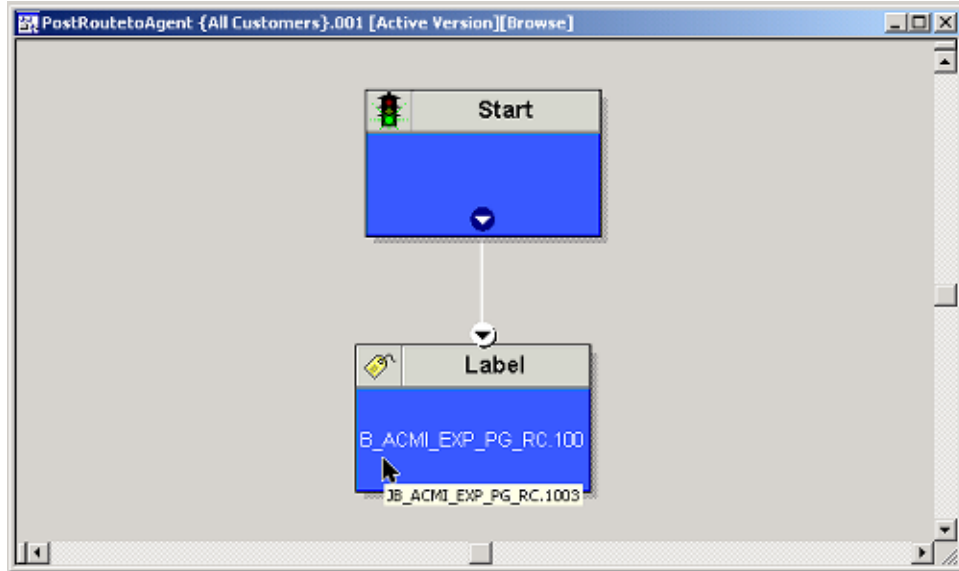 PostRoutetoAgent {All Customers}.001 [Active Version][Browse]
Start
Label
B_ACMI_EXP_PG_RC.100
JB_ACMI_EXP_PG_RC.1003